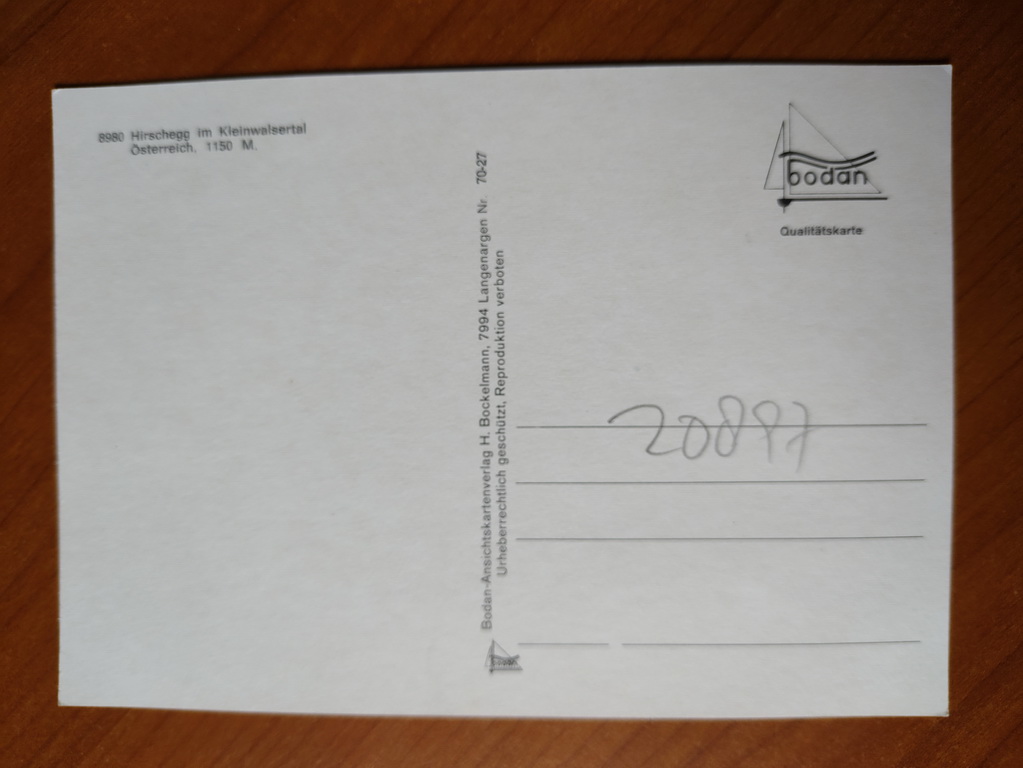 8980 Hirschegg im Kleinwalsertal
Österreich, 1150 M.
Bodan-Ansichtskartenverlag H. Bockelmann, 7994 Langenargen Nr. 70-27
Urheberrechtlich geschützt, Reproduktion verboten
bodan
bodan
Qualitätskarte
20897